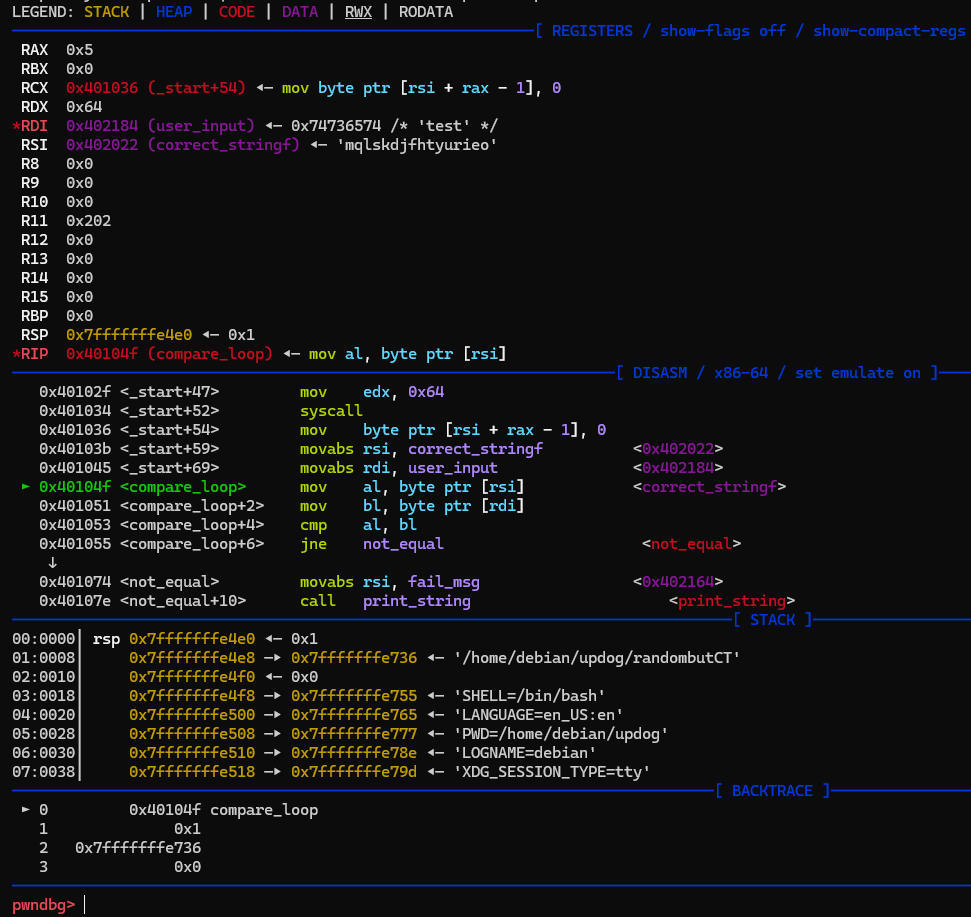 LEGEND: STACK | HEAP | CODE | DATA | RWX | RODATA
[ REGISTERS / show-flags off / show-compact-regs
RAX  0x5
RBX  0x0
RCX  0x401036 (_start+54) ◂— mov byte ptr [rsi + rax - 1], 0
RDX  0x64
*RDI  0x402184 (user_input) ◂— 0x74736574 /* 'test' */
RSI  0x402022 (correct_stringf) ◂— 'mqlskdjfhtyurieo'
R8   0x0
R9   0x0
R10  0x0
R11  0x202
R12  0x0
R13  0x0
R14  0x0
R15  0x0
RBP  0x0
RSP  0x7fffffffe4e0 ◂— 0x1
*RIP  0x40104f (compare_loop) ◂— mov al, byte ptr [rsi]
[ DISASM / x86-64 / set emulate on ]
0x40102f <_start+47>       mov    edx, 0x64
0x401034 <_start+52>       syscall
0x401036 <_start+54>       mov    byte ptr [rsi + rax - 1], 0
0x40103b <_start+59>       movabs rsi, correct_stringf          <0x402022>
0x401045 <_start+69>       movabs rdi, user_input               <0x402184>
► 0x40104f <compare_loop>     mov    al, byte ptr [rsi]            <correct_stringf>
0x401051 <compare_loop+2>   mov    bl, byte ptr [rdi]
0x401053 <compare_loop+4>   cmp    al, bl
0x401055 <compare_loop+6>   jne    not_equal                     <not_equal>
↓
0x401074 <not_equal>        movabs rsi, fail_msg                 <0x402164>
0x40107e <not_equal+10>     call   print_string                  <print_string>
[ STACK ]
00:0000│ rsp 0x7fffffffe4e0 ◂— 0x1
01:0008│     0x7fffffffe4e8 —▸ 0x7fffffffe736 ◂— '/home/debian/updog/randombutCT'
02:0010│     0x7fffffffe4f0 ◂— 0x0
03:0018│     0x7fffffffe4f8 —▸ 0x7fffffffe755 ◂— 'SHELL=/bin/bash'
04:0020│     0x7fffffffe500 —▸ 0x7fffffffe765 ◂— 'LANGUAGE=en_US:en'
05:0028│     0x7fffffffe508 —▸ 0x7fffffffe777 ◂— 'PWD=/home/debian/updog'
06:0030│     0x7fffffffe510 —▸ 0x7fffffffe78e ◂— 'LOGNAME=debian'
07:0038│     0x7fffffffe518 —▸ 0x7fffffffe79d ◂— 'XDG_SESSION_TYPE=tty'
[ BACKTRACE ]
► 0         0x40104f compare_loop
1              0x1
2   0x7fffffffe736
3              0x0
pwndbg>